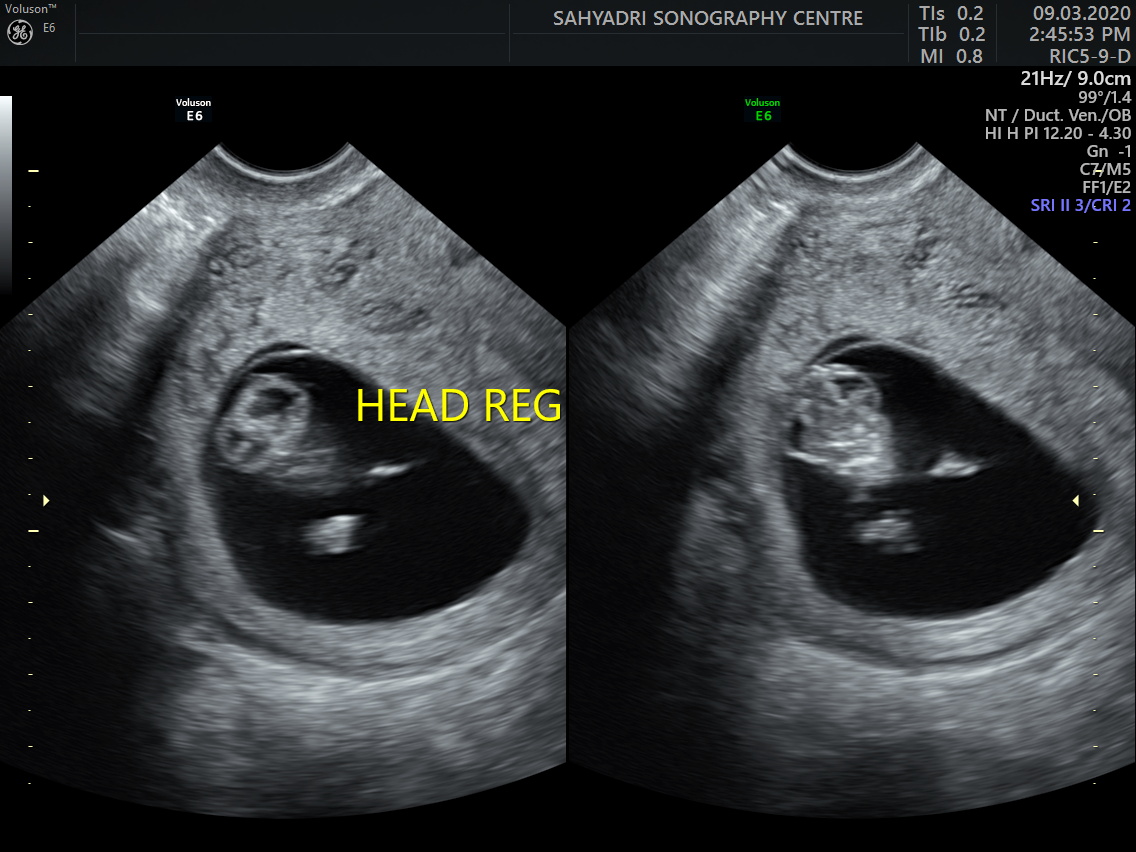 Voluson™
E6
SAHYADRI SONOGRAPHY CENTRE
TIs 0.2
TIb 0.2
MI 0.8
09.03.2020
2:45:53 PM
RIC5-9-D
21Hz/ 9.0cm
99°/1.4
NT / Duct. Ven./OB
HI H PI 12.20 - 4.30
Gn -1
C7/M5
FF1/E2
SRI II 3/CRI 2
Voluson
E6
Voluson
E6
HEAD REG